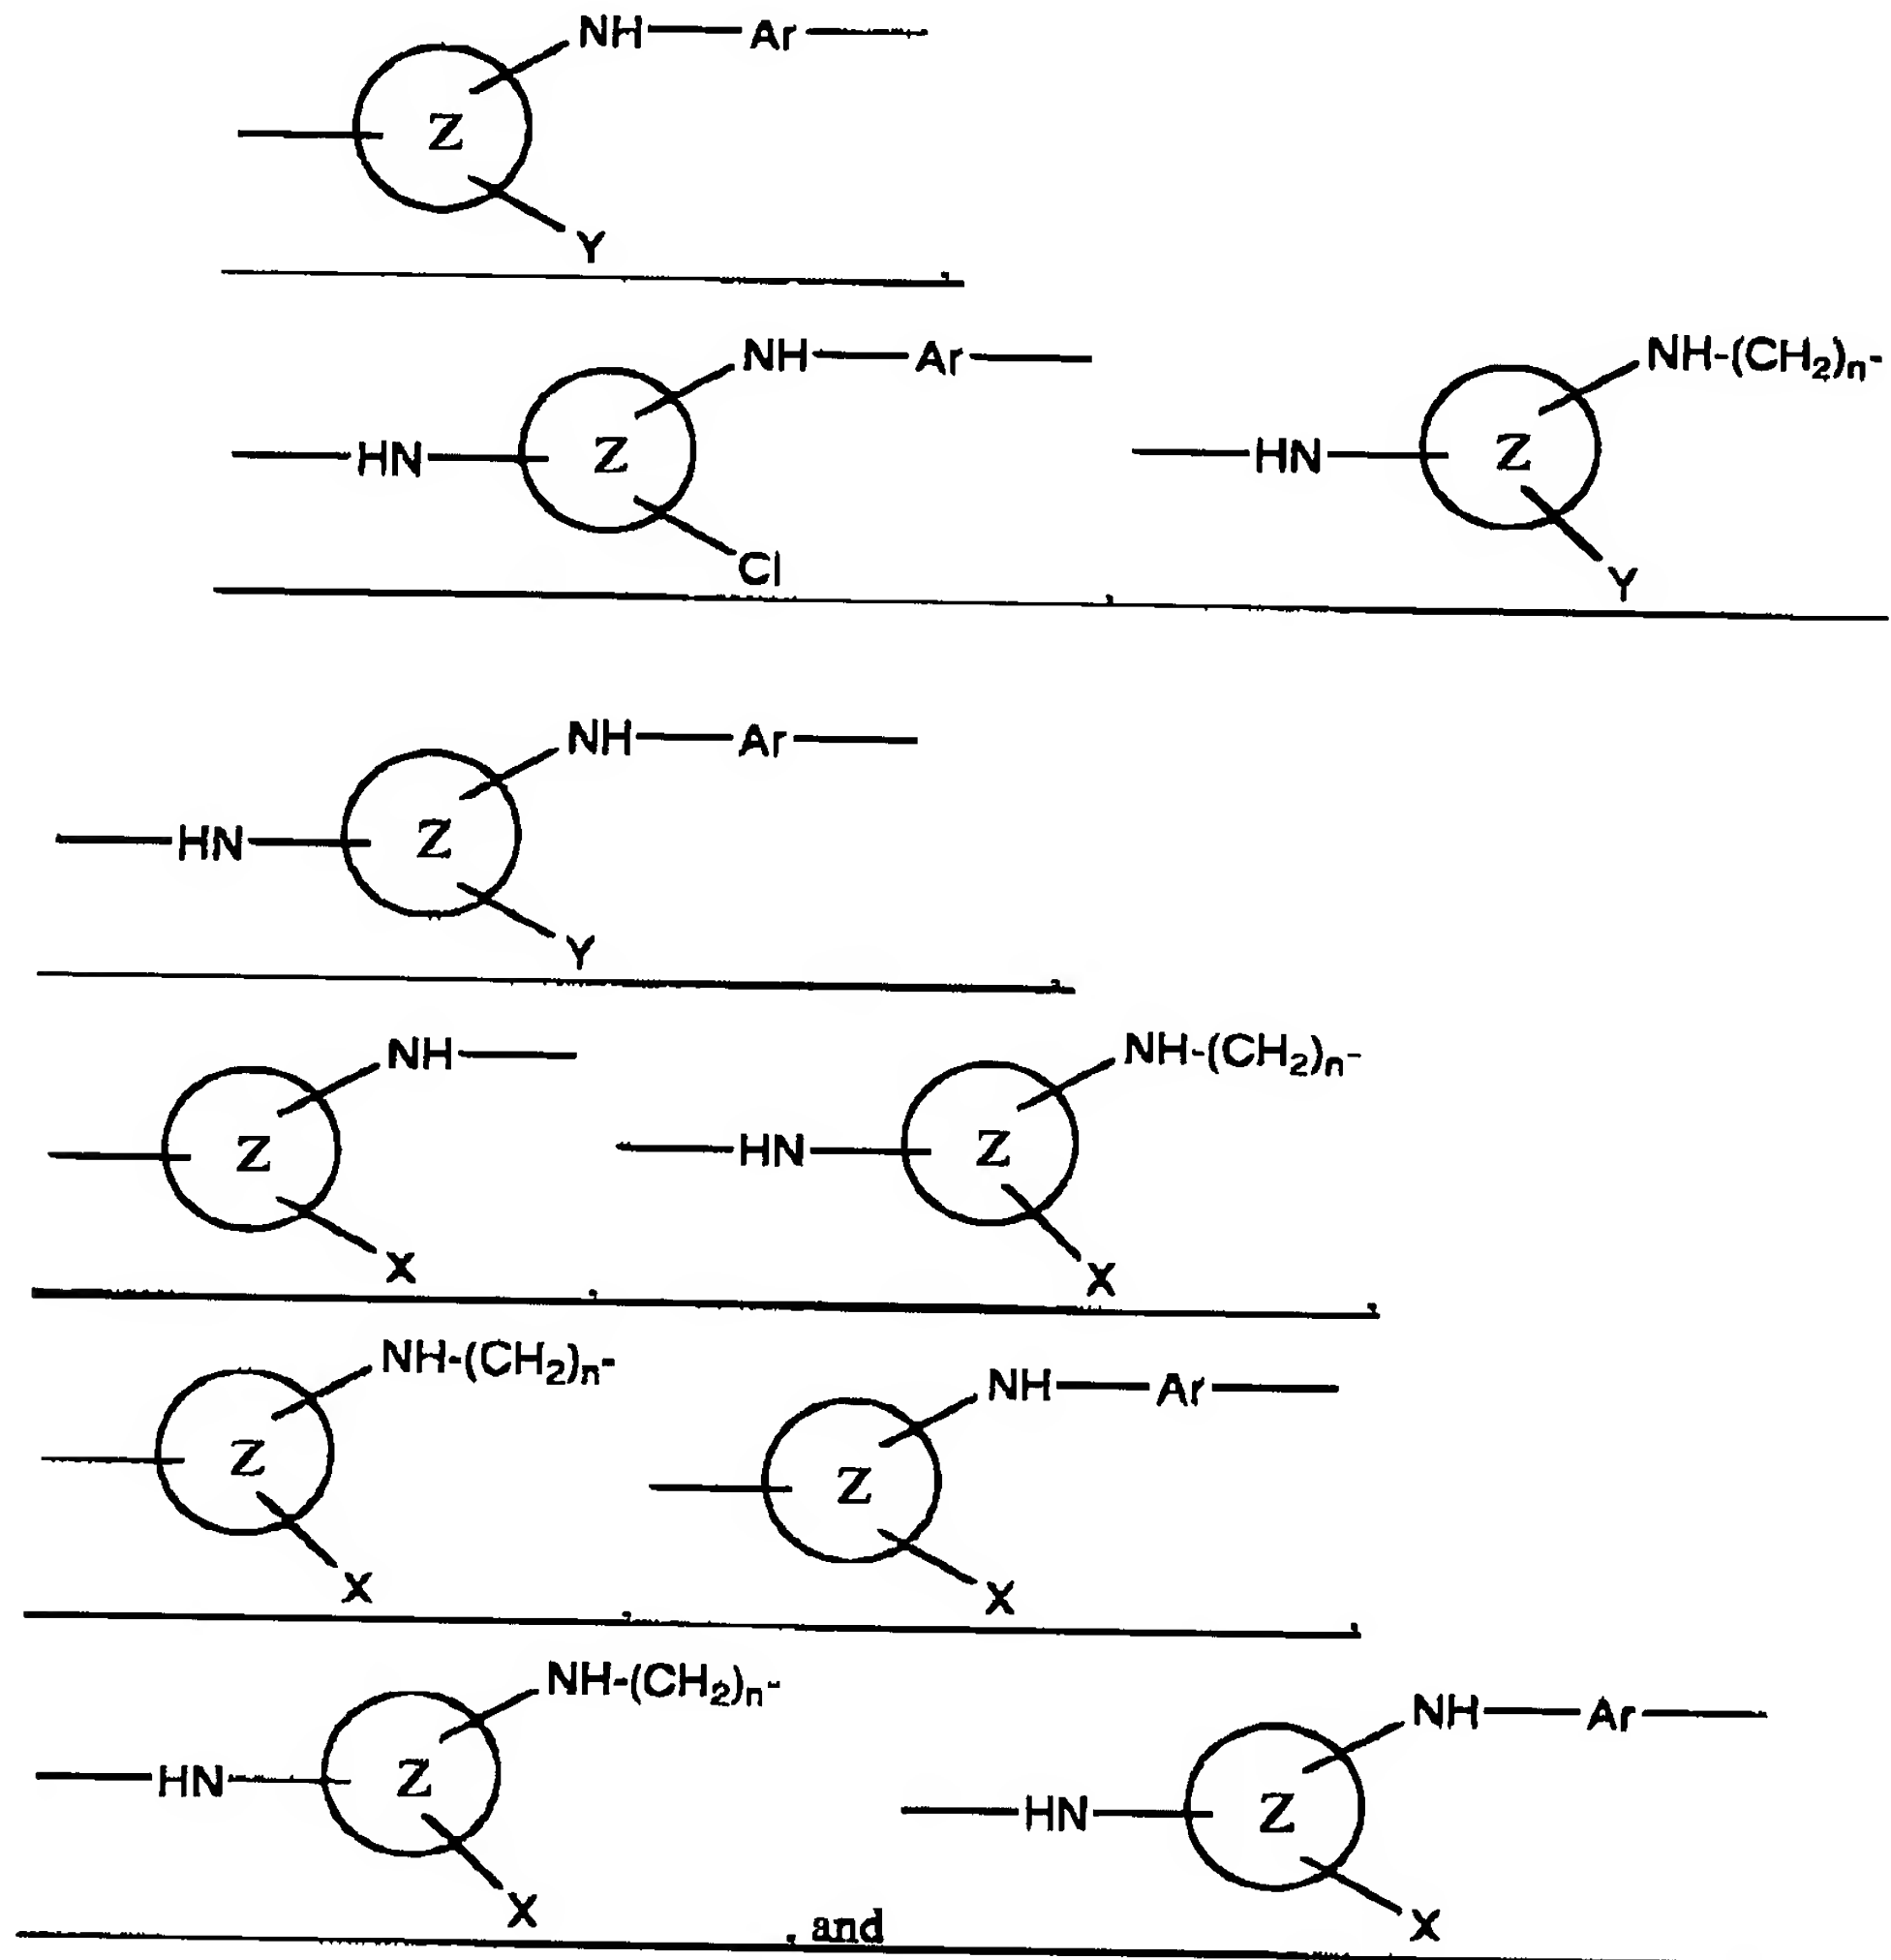 NH—Ar—
Z
Y
,
NH—Ar— NH-(CH2)n-
—HN— Z —HN— Z
Cl Y
,
NH—Ar—
—HN— Z
Y
,
NH— NH-(CH2)n-
Z —HN— Z
X X
, ,
NH-(CH2)n- NH—Ar—
Z Z
X X
, ,
NH-(CH2)n- NH—Ar—
—HN— Z —HN— Z
X X
, and